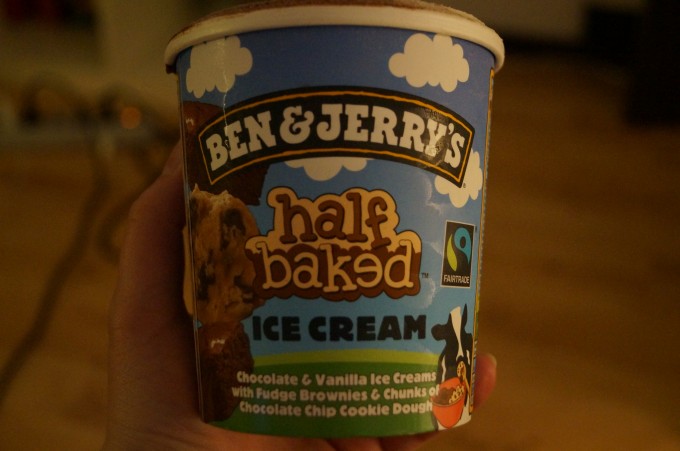 BEN & JERRY'S
half
baked
TM
FAIRTRADE
ICE CREAM
Chocolate & Vanilla Ice Creams
with Fudge Brownies & Chunks of
Chocolate Chip Cookie Dough